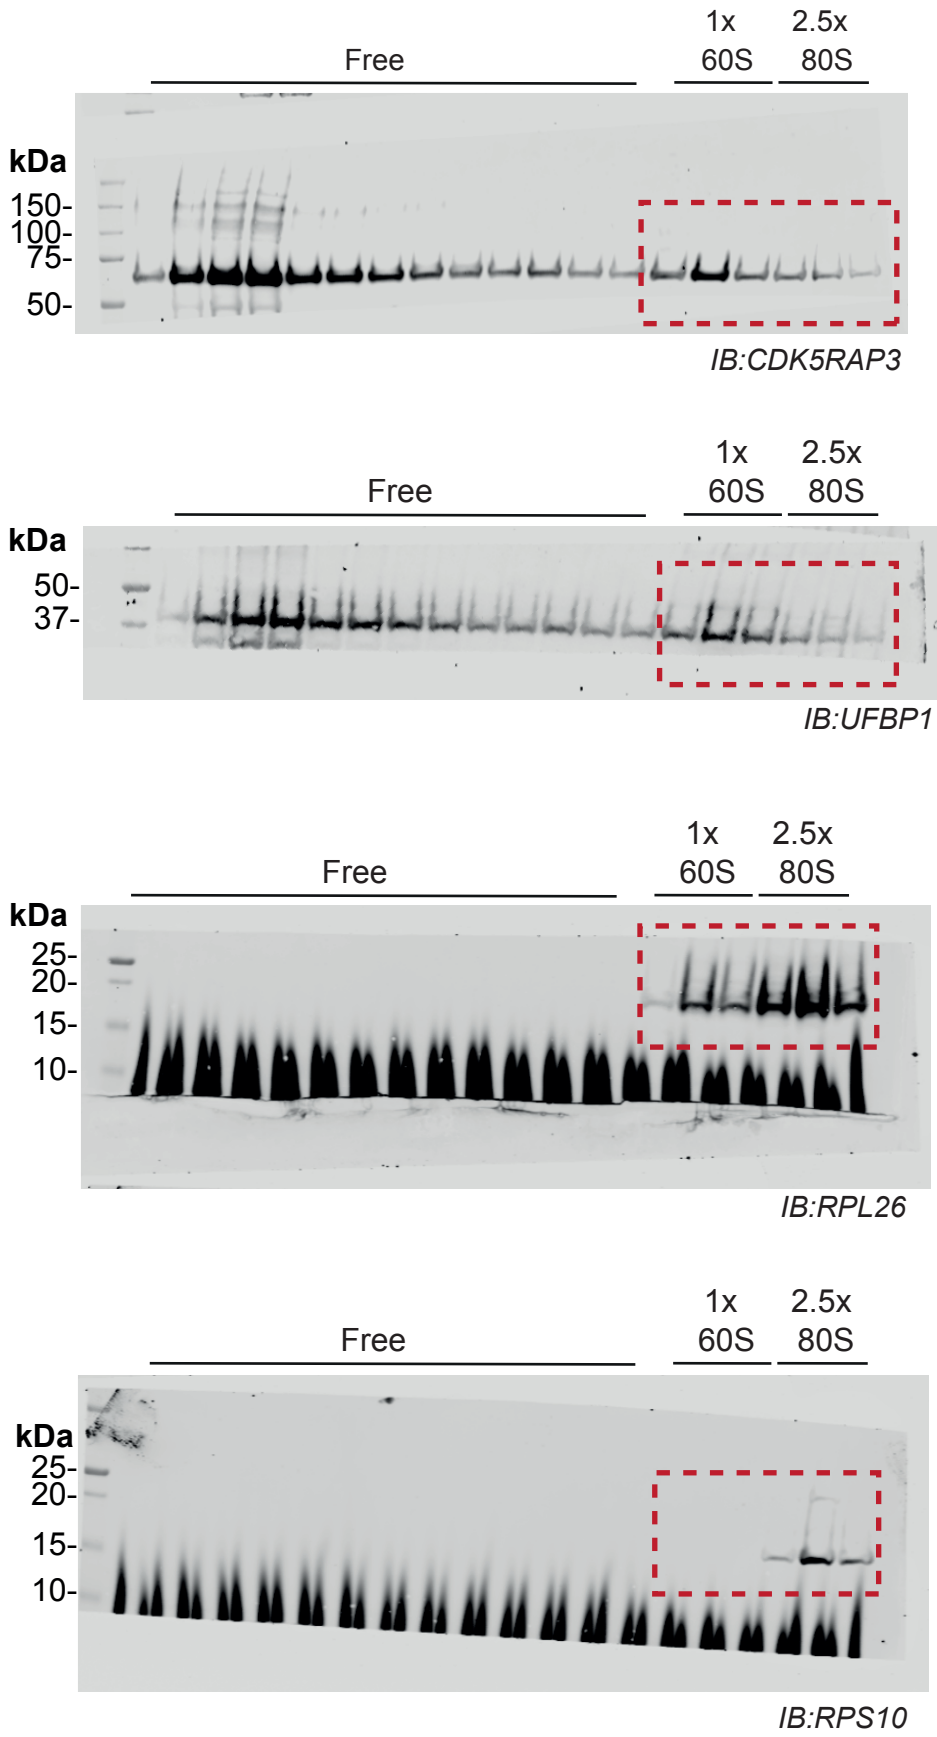 1x 2.5x
Free 60S 80S
kDa
150-
100-
75-
50-
IB:CDK5RAP3
1x 2.5x
Free 60S 80S
kDa
50-
37-
IB:UFBP1
1x 2.5x
Free 60S 80S
kDa
25-
20-
15-
10-
IB:RPL26
1x 2.5x
Free 60S 80S
kDa
25-
20-
15-
10-
IB:RPS10